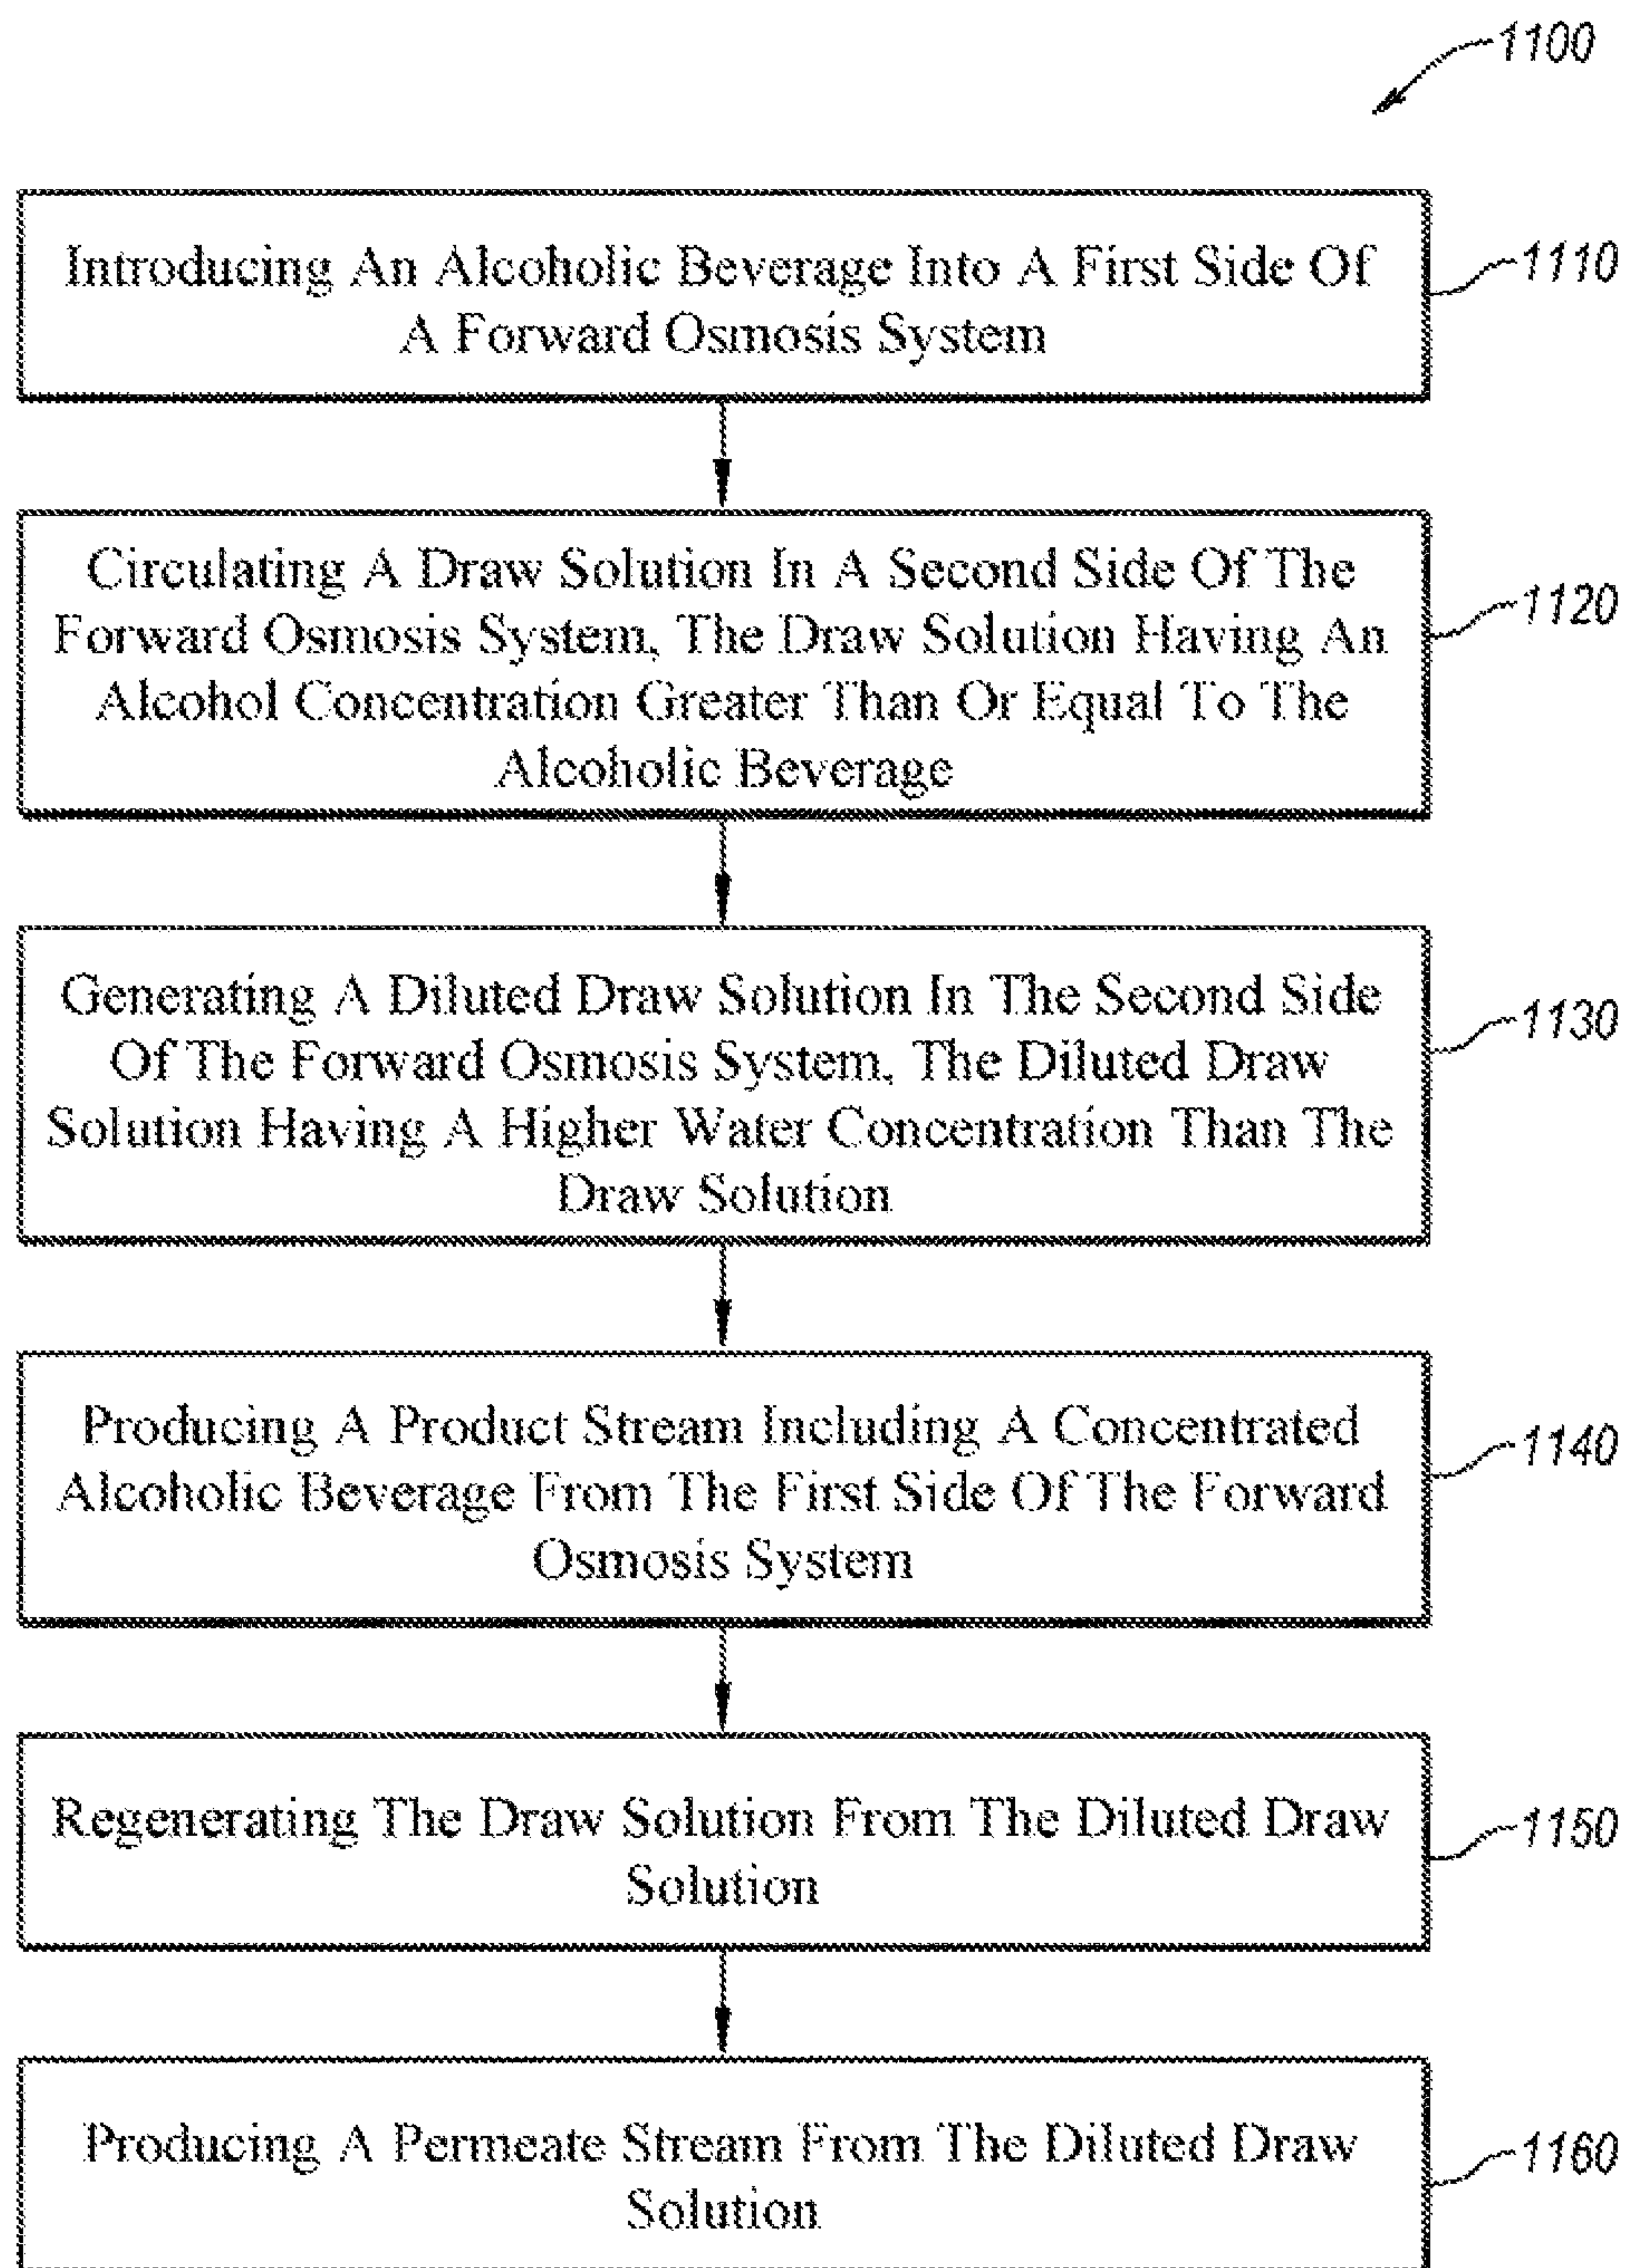 1100
Introducing An Alcoholic Beverage Into A First Side Of
A Forward Osmosis System
1110
Circulating A Draw Solution In A Second Side Of The
Forward Osmosis System, The Draw Solution Having An
Alcohol Concentration Greater Than Or Equal To The
Alcoholic Beverage
1120
Generating A Diluted Draw Solution In The Second Side
Of The Forward Osmosis System, The Diluted Draw
Solution Having A Higher Water Concentration Than The
Draw Solution
1130
Producing A Product Stream Including A Concentrated
Alcoholic Beverage From The First Side Of The Forward
Osmosis System
1140
Regenerating The Draw Solution From The Diluted Draw
Solution
1150
Producing A Permeate Stream From The Diluted Draw
Solution
1160